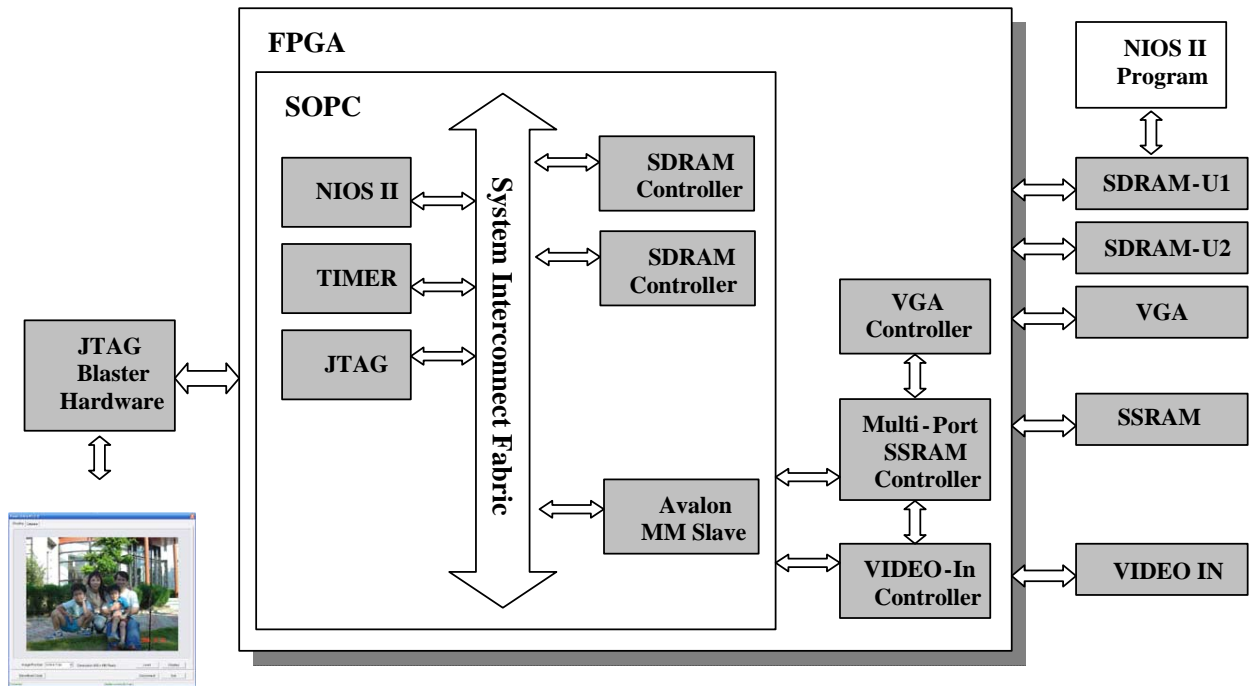 FPGA
SOPC
NIOS II
TIMER
JTAG
System Interconnect Fabric
SDRAM
Controller
SDRAM
Controller
Avalon
MM Slave
VGA
Controller
Multi-Port
SSRAM
Controller
VIDEO-In
Controller
JTAG
Blaster
Hardware
NIOS II
Program
SDRAM-U1
SDRAM-U2
VGA
SSRAM
VIDEO IN